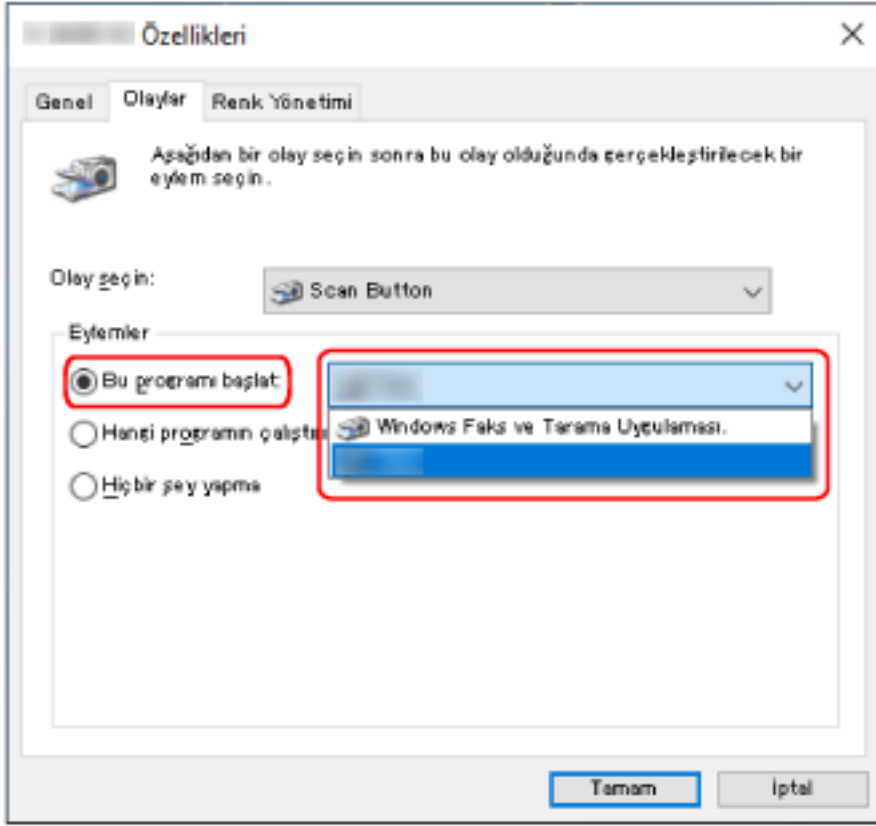 Özellikleri
Genel Olaylar Renk Yönetimi
Aşağıdan bir olay seçin sonra bu olay olduğunda gerçekleştirilecek bir
eylem seçin.
Olay seçin:
Scan Button
Eylemler
Bu programı başlat:
Windows Faks ve Tarama Uygulaması.
Hangi programın çalıştırı
Hiçbir şey yapma
Tamam İptal